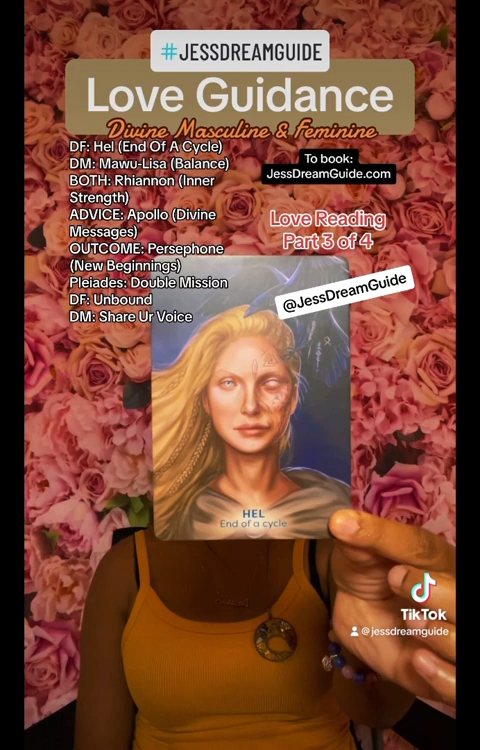 #JESSDREAMGUIDE
Love Guidance
Divine Masculine & Feminine
DF: Hel (End Of A Cycle)
DM: Mawu-Lisa (Balance)
BOTH: Rhiannon (Inner
Strength)
ADVICE: Apollo (Divine
Messages)
OUTCOME: Persephone
(New Beginnings)
Pleiades: Double Mission
DF: Unbound
DM: Share Ur Voice
To book:
JessDreamGuide.com
Love Reading
Part 3 of 4
@JessDreamGuide
HEL
End of a cycle
TikTok
@jessdreamguide